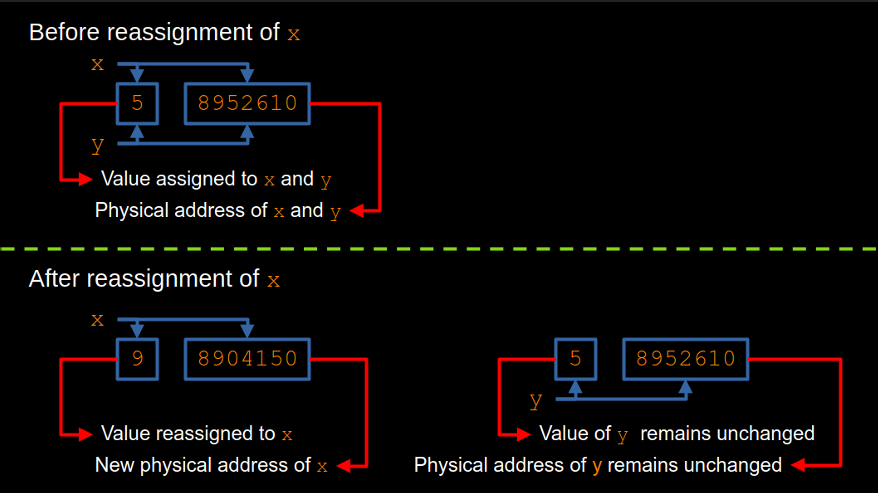 Before reassignment of x
x
5 8952610
y
Value assigned to x and y
Physical address of x and y
After reassignment of x
x
9 8904150
Value reassigned to x
New physical address of x
5 8952610
y
Value of y remains unchanged
Physical address of y remains unchanged